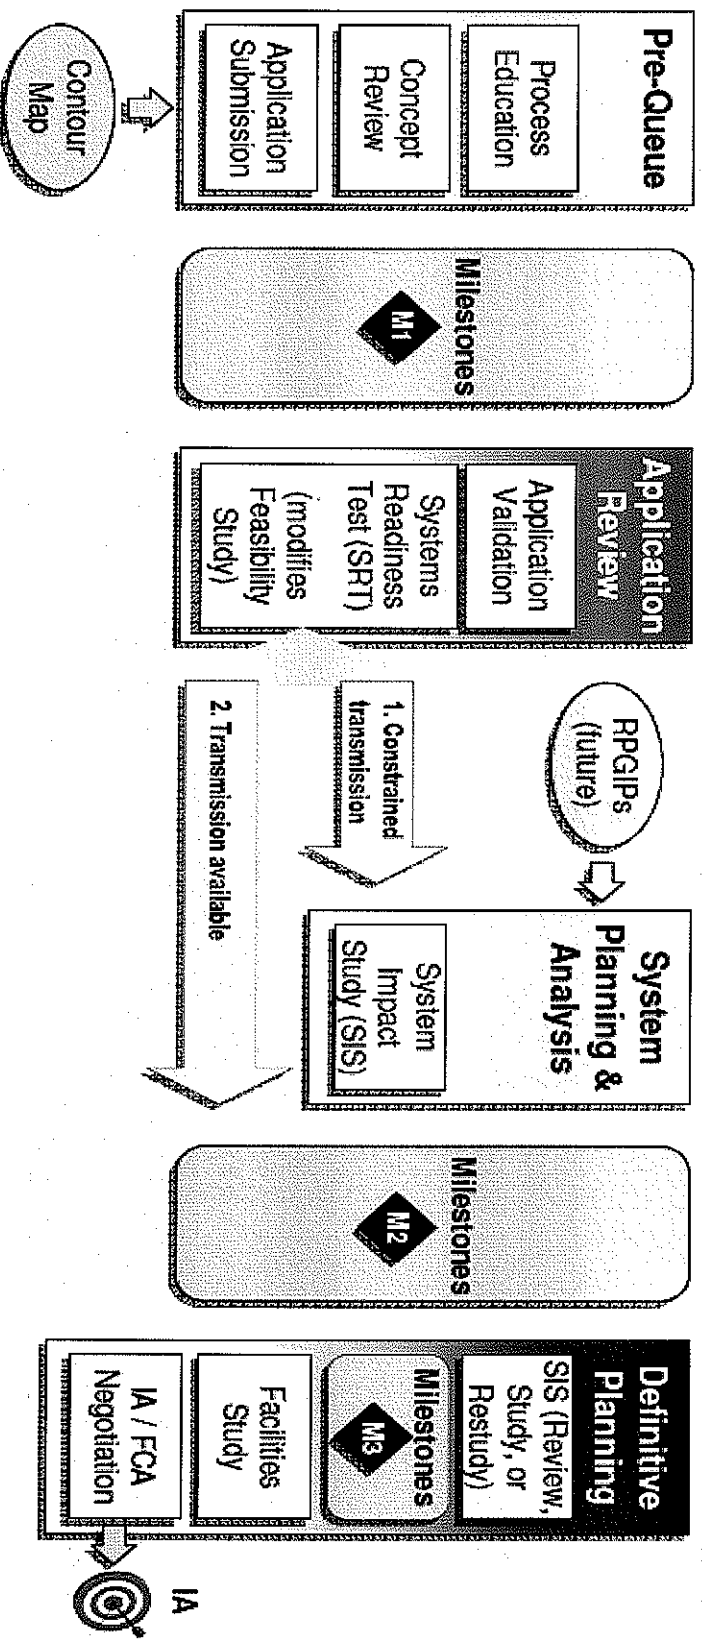 Pre-Queue
Process
Education
Concept
Review
Application
Submission
Contour
Map
Milestones
M1
Application
Review
Application
Validation
Systems
Readiness
Test (SRT)
(modifies
Feasibility
Study)
RPGIPs
(future)
1. Constrained
transmission
2. Transmission available
System
Planning &
Analysis
System
Impact
Study (SIS)
Milestones
M2
Definitive
Planning
SIS (Review,
Study, or
Restudy)
Milestones
M3
Facilities
Study
IA / FCA
Negotiation
IA